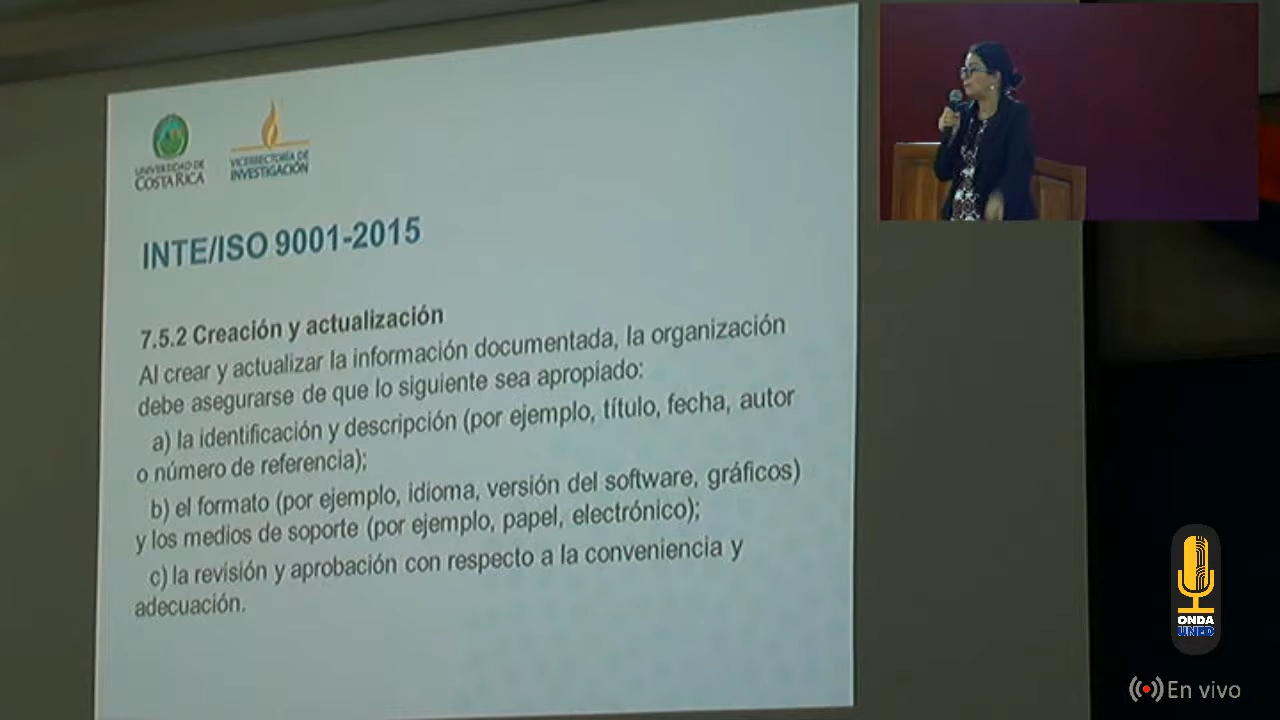 UNIVERSIDAD DE
COSTA RICA
VICERRECTORÍA DE
INVESTIGACIÓN
INTE/ISO 9001-2015
7.5.2 Creación y actualización
Al crear y actualizar la información documentada, la organización
debe asegurarse de que lo siguiente sea apropiado:
a) la identificación y descripción (por ejemplo, título, fecha, autor
o número de referencia);
b) el formato (por ejemplo, idioma, versión del software, gráficos)
y los medios de soporte (por ejemplo, papel, electrónico);
c) la revisión y aprobación con respecto a la conveniencia y
adecuación.
ONDA
UNED
En vivo